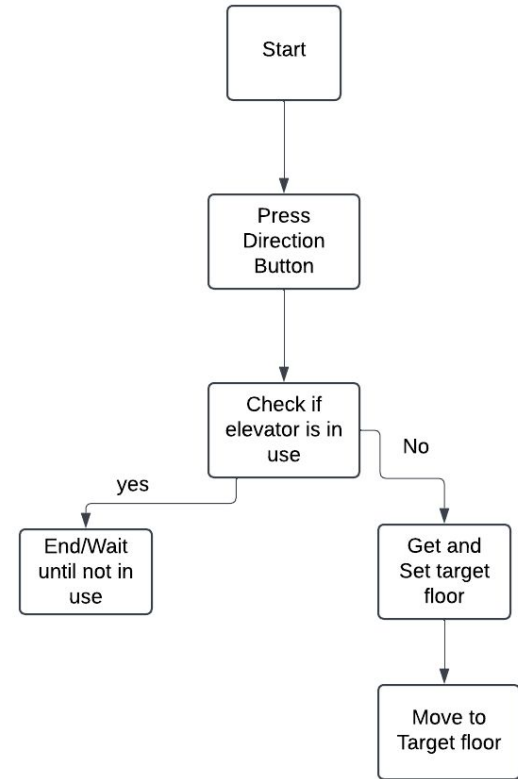 Start
Press
Direction
Button
Check if
elevator is in
use
yes
No
End/Wait
until not in
use
Get and
Set target
floor
Move to
Target floor